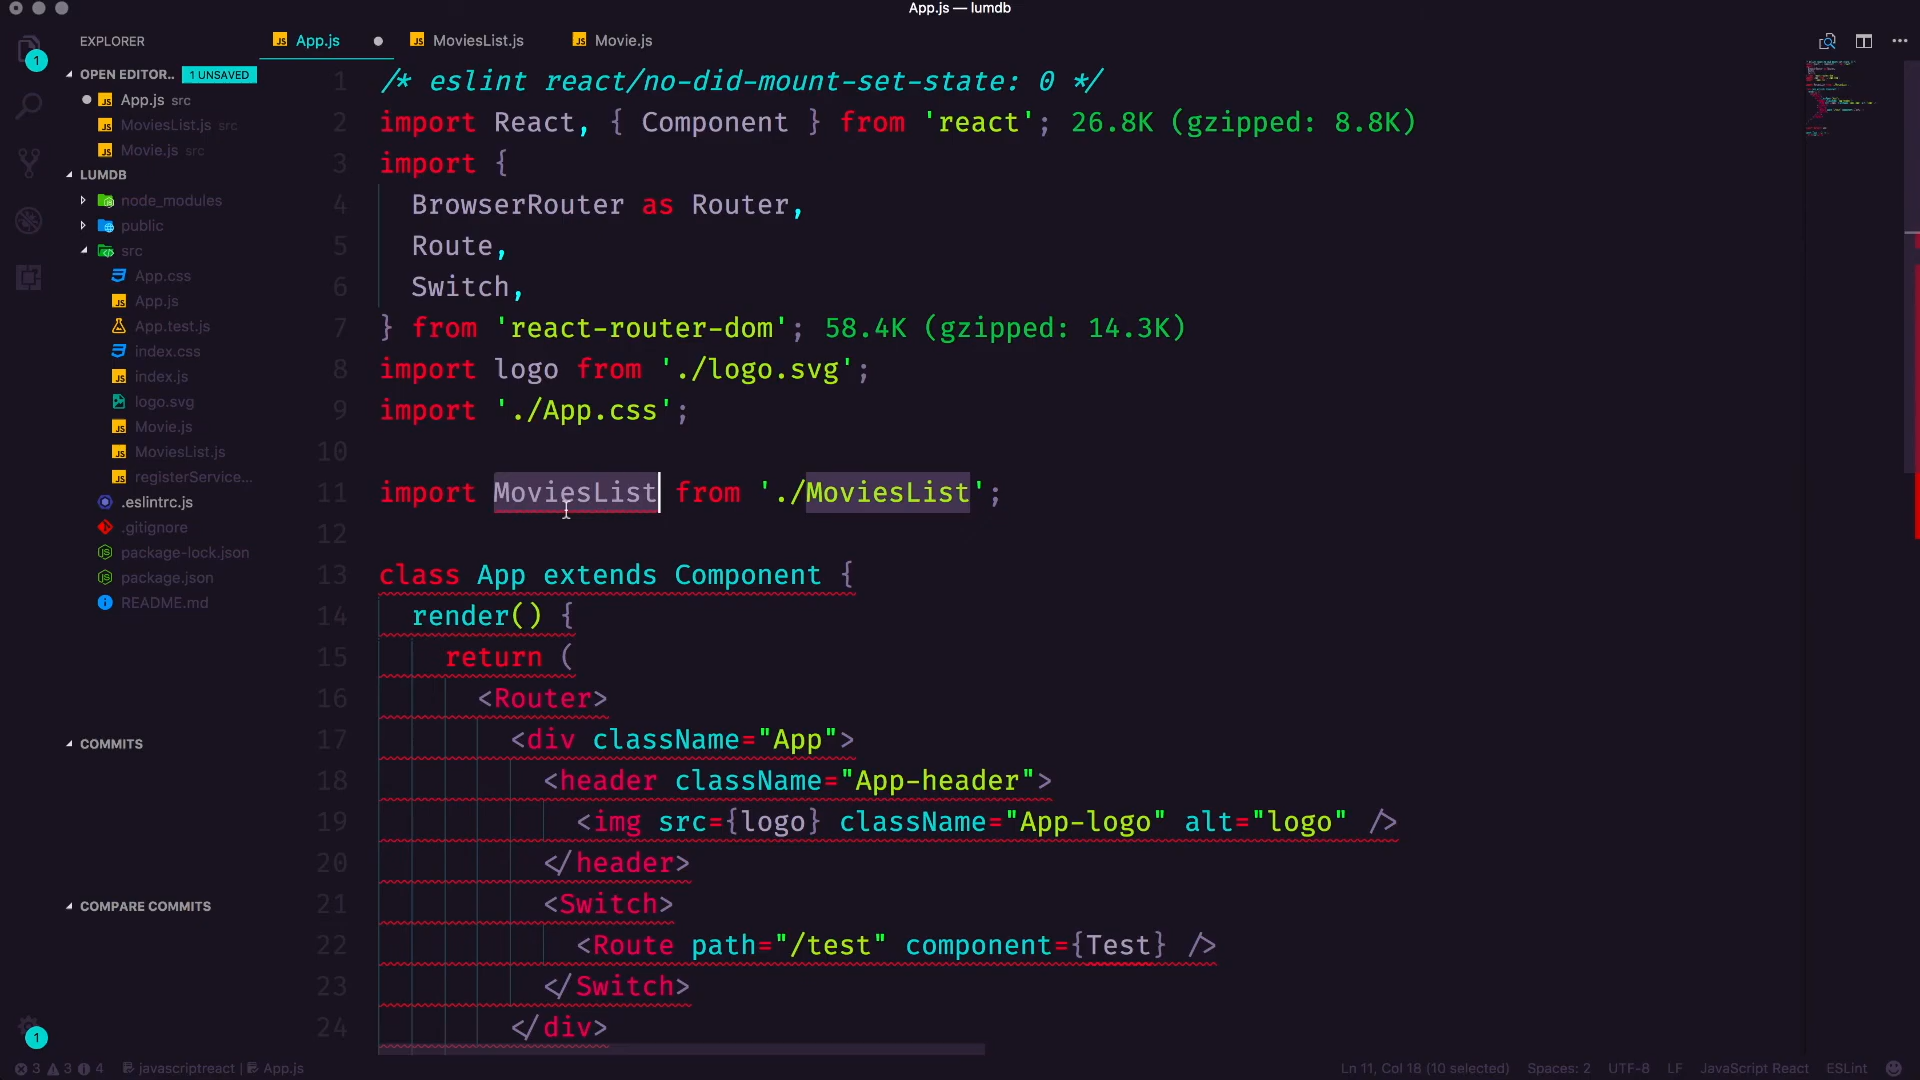 App.js — lumdb
EXPLORER
App.js
MoviesList.js
Movie.js
1
OPEN EDITOR.. 1 UNSAVED
App.js src
MoviesList.js src
Movie.js src
LUMDB
node_modules
public
src
App.css
App.js
App.test.js
index.css
index.js
logo.svg
Movie.js
MoviesList.js
registerService...
.eslintrc.js
.gitignore
package-lock.json
package.json
README.md
COMMITS
COMPARE COMMITS
1
1 /* eslint react/no-did-mount-set-state: 0 */
2 import React, { Component } from 'react'; 26.8K (gzipped: 8.8K)
3 import {
4 BrowserRouter as Router,
5 Route,
6 Switch,
7 } from 'react-router-dom'; 58.4K (gzipped: 14.3K)
8 import logo from './logo.svg';
9 import './App.css';
10
11 import MoviesList from './MoviesList';
12
13 class App extends Component {
14 render() {
15 return (
16 <Router>
17 <div className="App">
18 <header className="App-header">
19 <img src={logo} className="App-logo" alt="logo" />
20 </header>
21 <Switch>
22 <Route path="/test" component={Test} />
23 </Switch>
24 </div>
3 3 4 javascriptreact | App.js
Ln 11, Col 18 (10 selected) Spaces: 2 UTF-8 LF JavaScript React ESLint